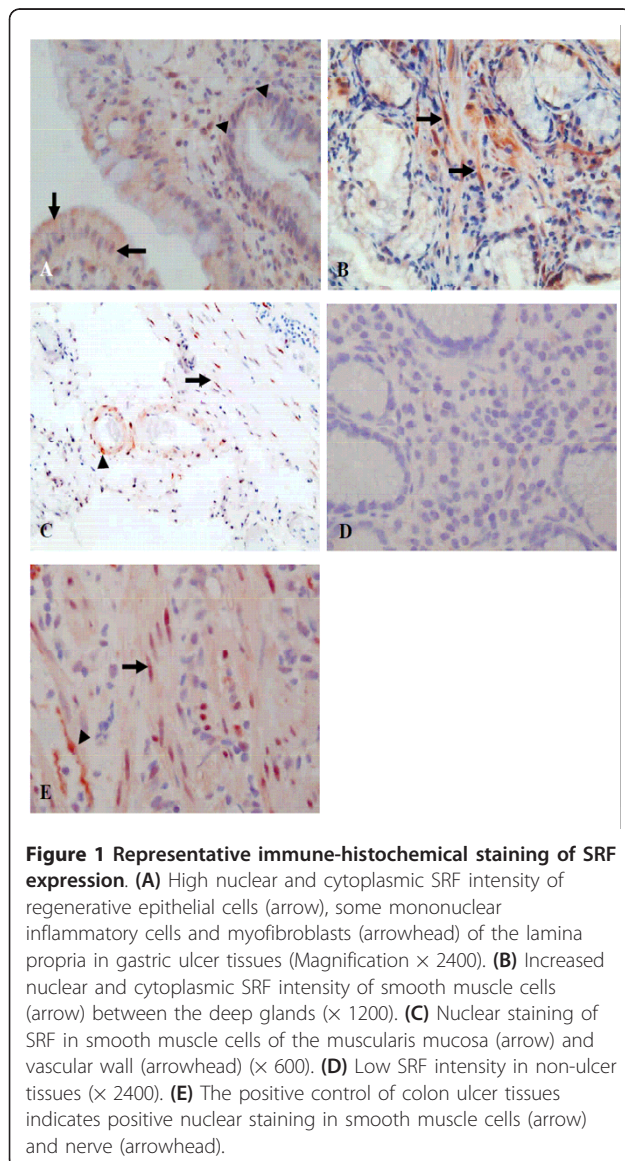 A
B
C
D
E
Figure 1 Representative immune-histochemical staining of SRF
expression. (A) High nuclear and cytoplasmic SRF intensity of
regenerative epithelial cells (arrow), some mononuclear
inflammatory cells and myofibroblasts (arrowhead) of the lamina
propria in gastric ulcer tissues (Magnification × 2400). (B) Increased
nuclear and cytoplasmic SRF intensity of smooth muscle cells
(arrow) between the deep glands (× 1200). (C) Nuclear staining of
SRF in smooth muscle cells of the muscularis mucosa (arrow) and
vascular wall (arrowhead) (× 600). (D) Low SRF intensity in non-ulcer
tissues (× 2400). (E) The positive control of colon ulcer tissues
indicates positive nuclear staining in smooth muscle cells (arrow)
and nerve (arrowhead).